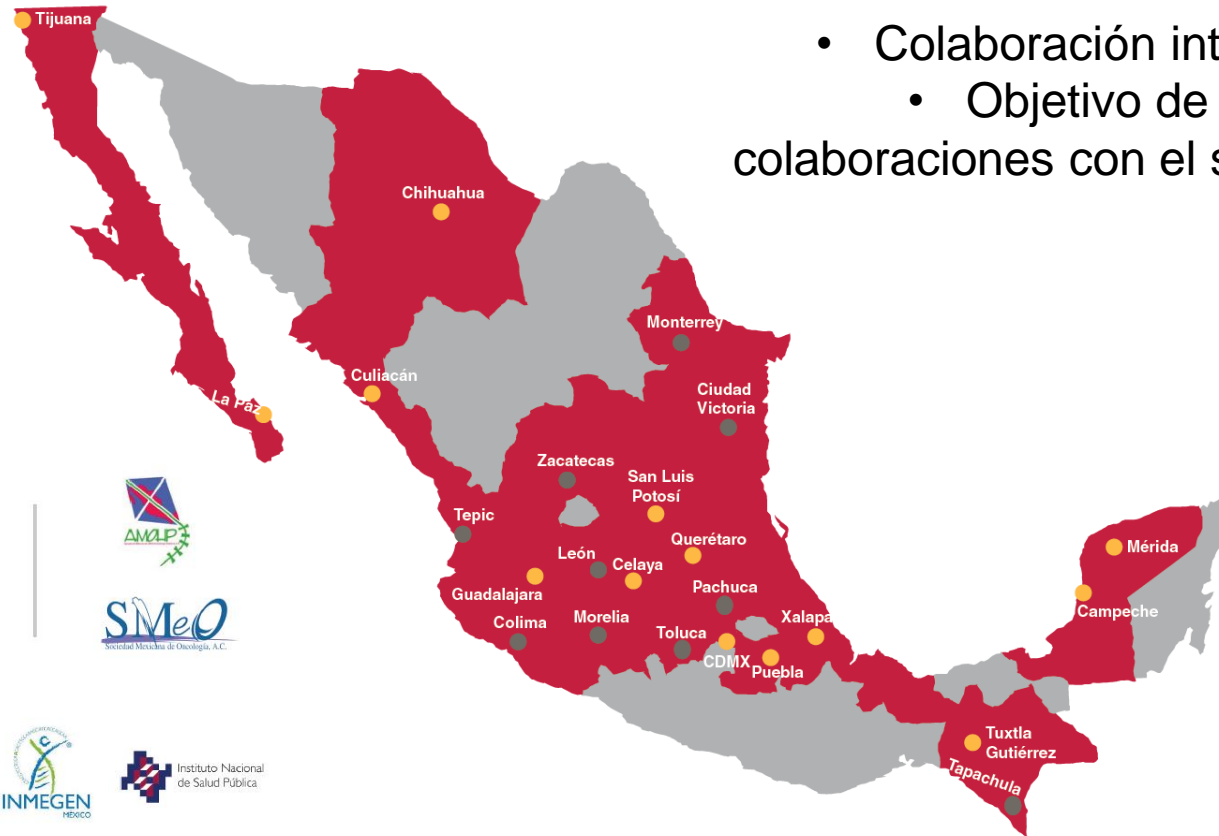 Tijuana
• Colaboración int
• Objetivo de
colaboraciones con el s
Chihuahua
Monterrey
Culiacán
Ciudad
Victoria
La Paz
Zacatecas
San Luis
Potosí
Tepic
Querétaro
León
Celaya
Mérida
Guadalajara
Pachuca
Campeche
Colima
Morelia
Toluca
Xalapa
CDMX
Puebla
Tuxtla
Gutiérrez
Tapachula
AMOHP
SMeO
Sociedad Mexicana de Oncología, A.C.
INMEGEN
MÉXICO
Instituto Nacional
de Salud Pública